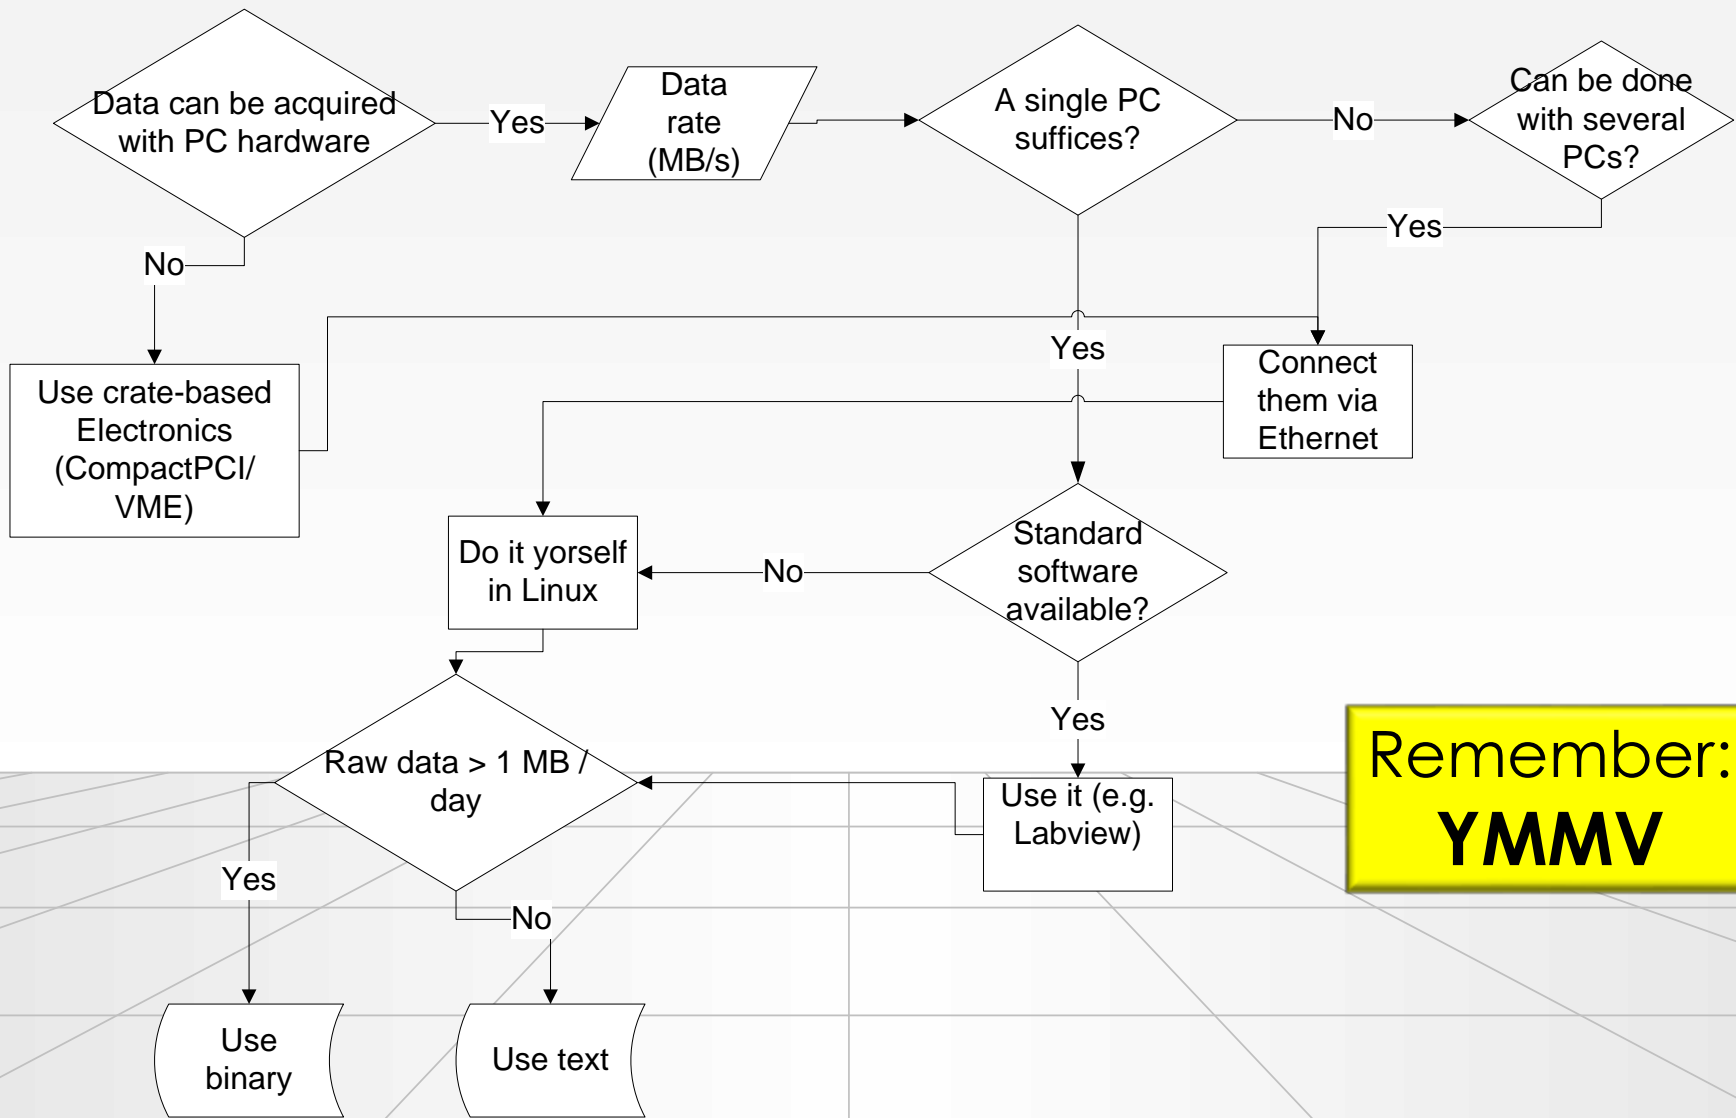 Data can be acquired
with PC hardware
Yes
Data
rate
(MB/s)
A single PC
suffices?
No
Can be done
with several
PCs?
Yes
No
Yes
Use crate-based
Electronics
(CompactPCI/
VME)
Connect
them via
Ethernet
Do it yorself
in Linux
No
Standard
software
available?
Yes
Raw data > 1 MB /
day
Use it (e.g.
Labview)
Remember:
YMMV
Yes
No
Use
binary
Use text